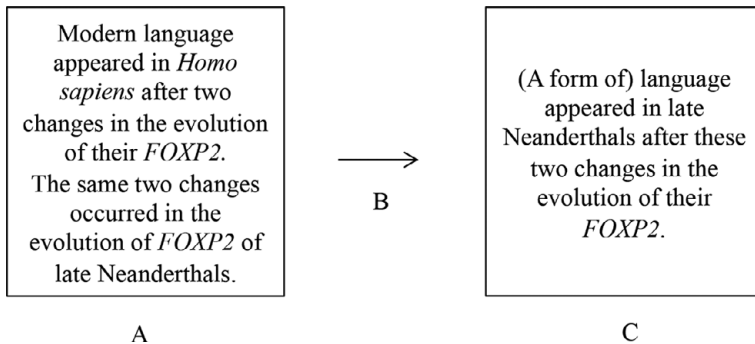 Modern language
appeared in Homo
sapiens after two
changes in the evolution
of their FOXP2.
The same two changes
occurred in the
evolution of FOXP2 of
late Neanderthals.
B
(A form of) language
appeared in late
Neanderthals after these
two changes in the
evolution of their
FOXP2.
A
C